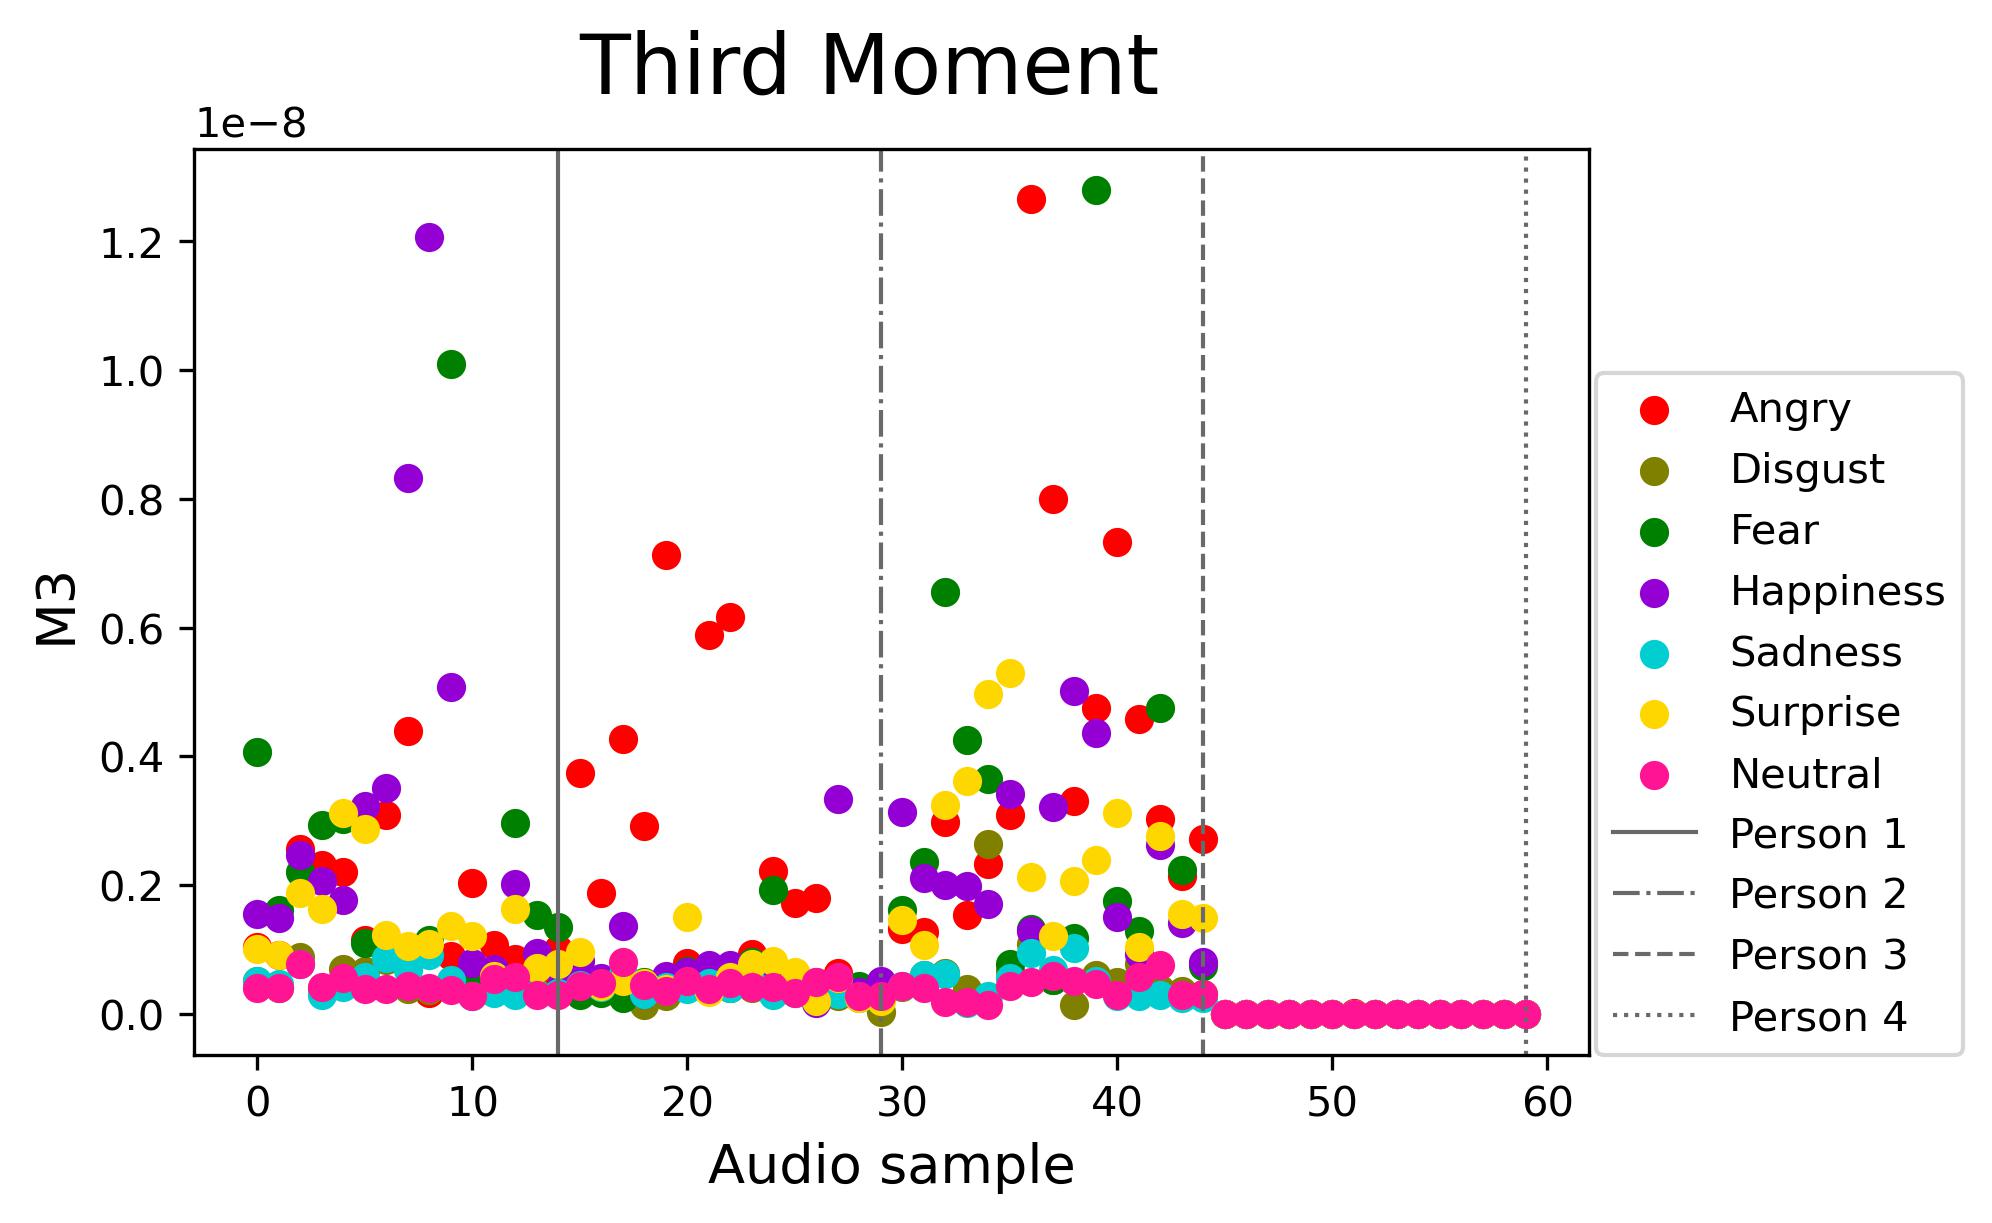 Third Moment
1e−8
1.2
1.0
0.8
0.6
0.4
0.2
0.0
M3
0 10 20 30 40 50 60
Audio sample
Angry
Disgust
Fear
Happiness
Sadness
Surprise
Neutral
Person 1
Person 2
Person 3
Person 4